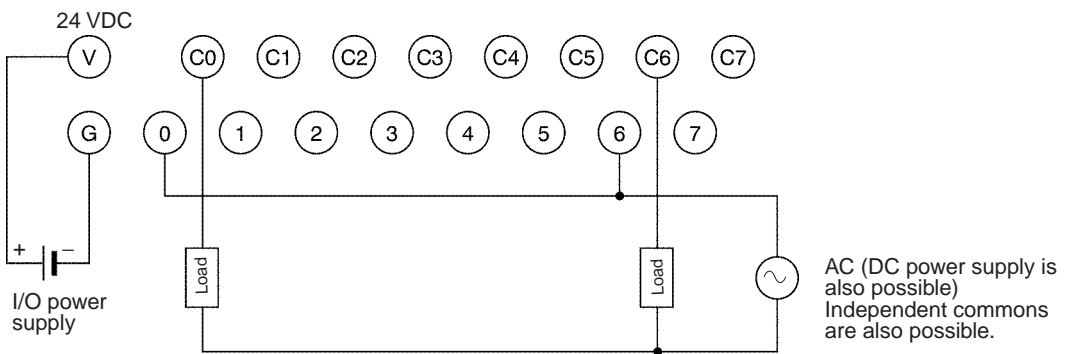 24 VDC
V C0 C1 C2 C3 C4 C5 C6 C7
G 0 1 2 3 4 5 6 7
+ −
I/O power
supply
Load
Load
AC (DC power supply is
also possible)
Independent commons
are also possible.